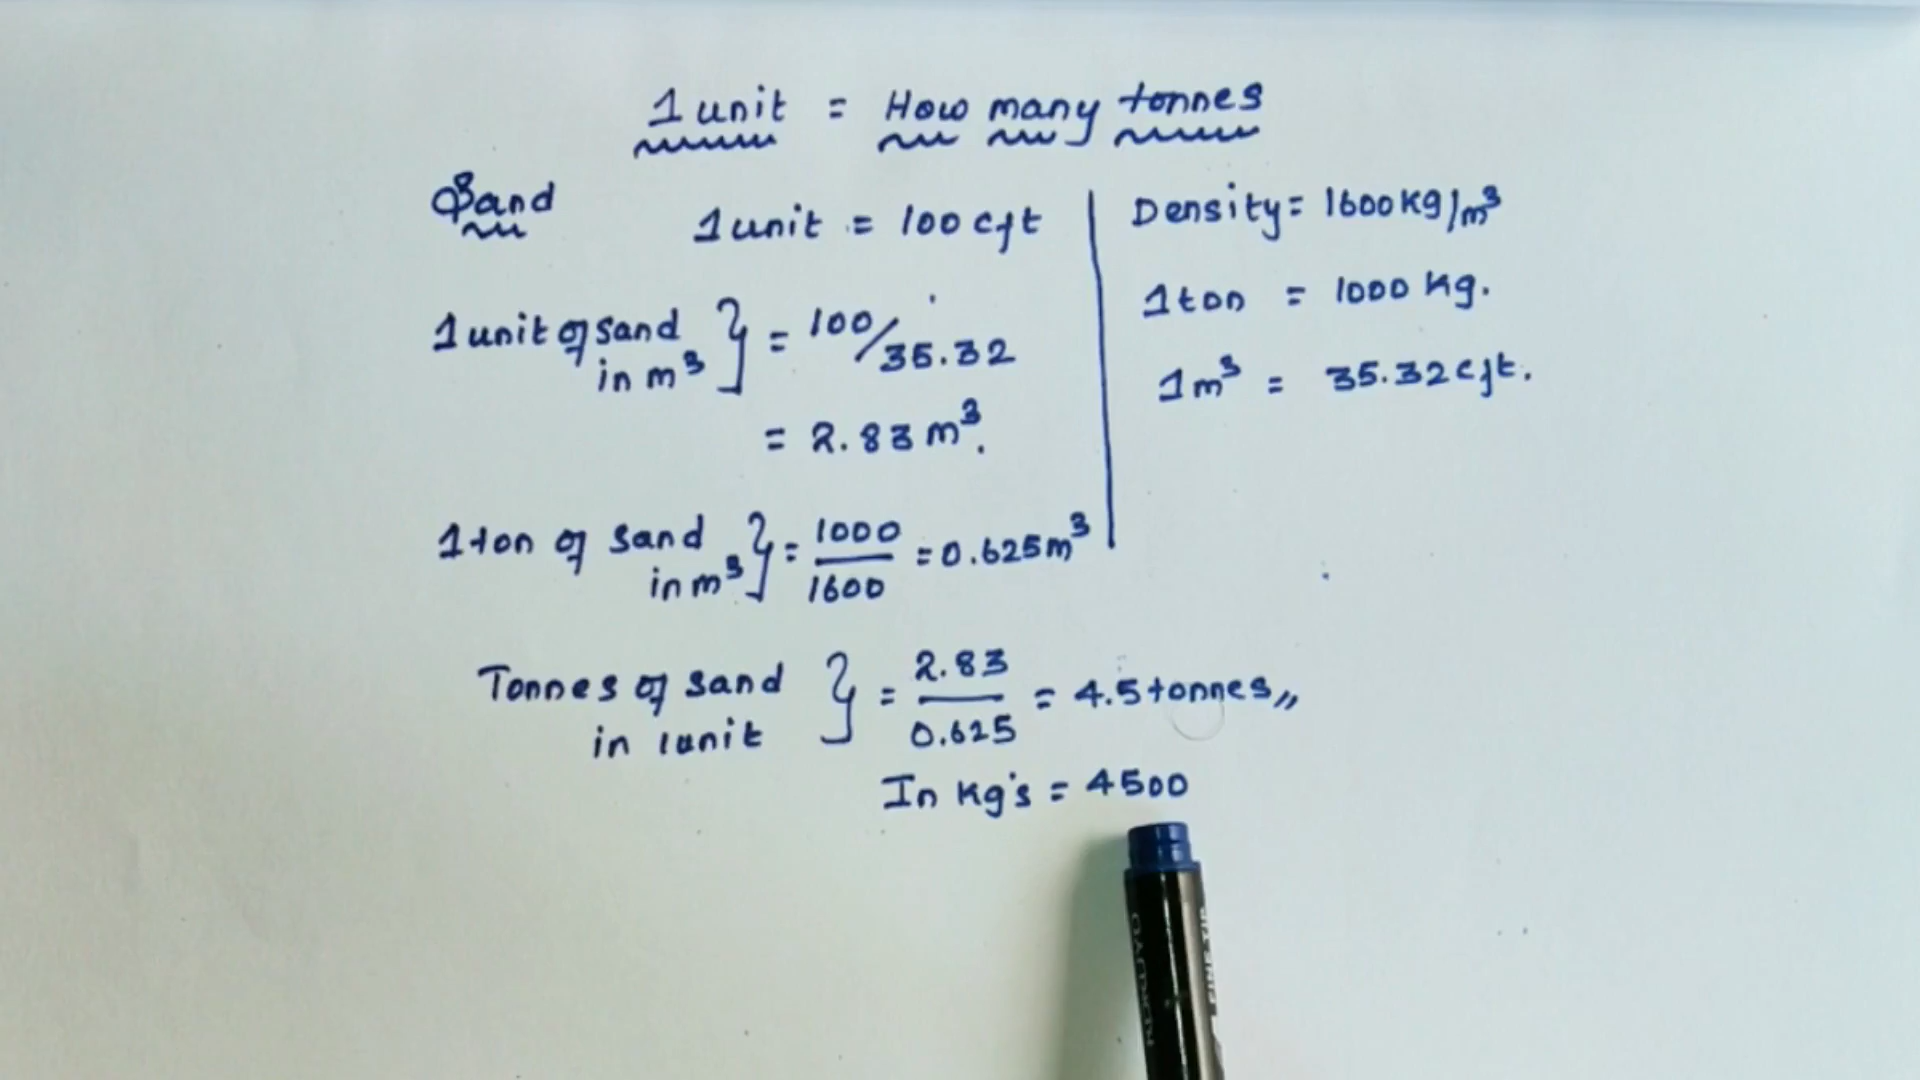 1 unit = How many tonnes
Sand
1 unit = 100 cft
Density = 1600 kg/m³
1 ton = 1000 kg.
1 m³ = 35.32 cft.
1 unit of sand in m³ } = 100/35.32
= 2.83 m³.
1 ton of sand in m³ } = 1000/1600 = 0.625 m³
Tonnes of sand in 1 unit } = 2.83/0.625 = 4.5 tonnes,,
In kg's = 4500
FINE TIP